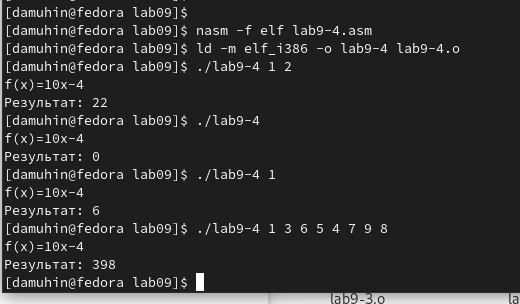 [damuhin@fedora lab09]$
[damuhin@fedora lab09]$ nasm -f elf lab9-4.asm
[damuhin@fedora lab09]$ ld -m elf_i386 -o lab9-4 lab9-4.o
[damuhin@fedora lab09]$ ./lab9-4 1 2
f(x)=10x-4
Результат: 22
[damuhin@fedora lab09]$ ./lab9-4
f(x)=10x-4
Результат: 0
[damuhin@fedora lab09]$ ./lab9-4 1
f(x)=10x-4
Результат: 6
[damuhin@fedora lab09]$ ./lab9-4 1 3 6 5 4 7 9 8
f(x)=10x-4
Результат: 398
[damuhin@fedora lab09]$
lab9-3.o